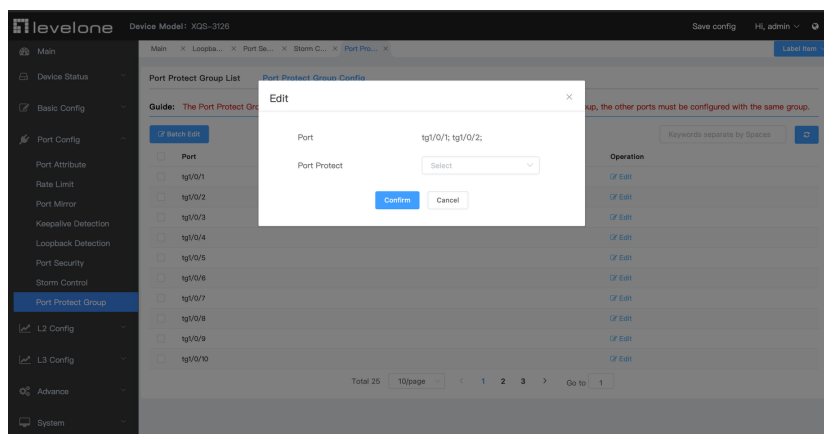 levelone Device Model: XQS-3126 Save config Hi, admin
Main
Device Status
Basic Config
Port Config
Port Attribute
Rate Limit
Port Mirror
Keepalive Detection
Loopback Detection
Port Security
Storm Control
Port Protect Group
L2 Config
L3 Config
Advance
System
Main × Loopba... × Port Se... × Storm C... × Port Pro... × Label Item
Port Protect Group List Port Protect Group Config
Guide: The Port Protect Gro up, the other ports must be configured with the same group.
Batch Edit Keywords separate by Spaces
Port Operation
tg1/0/1 Edit
tg1/0/2 Edit
tg1/0/3 Edit
tg1/0/4 Edit
tg1/0/5 Edit
tg1/0/6 Edit
tg1/0/7 Edit
tg1/0/8 Edit
tg1/0/9 Edit
tg1/0/10 Edit
Total 25 10/page < 1 2 3 > Go to 1
Edit ×
Port tg1/0/1; tg1/0/2;
Port Protect Select
Confirm Cancel